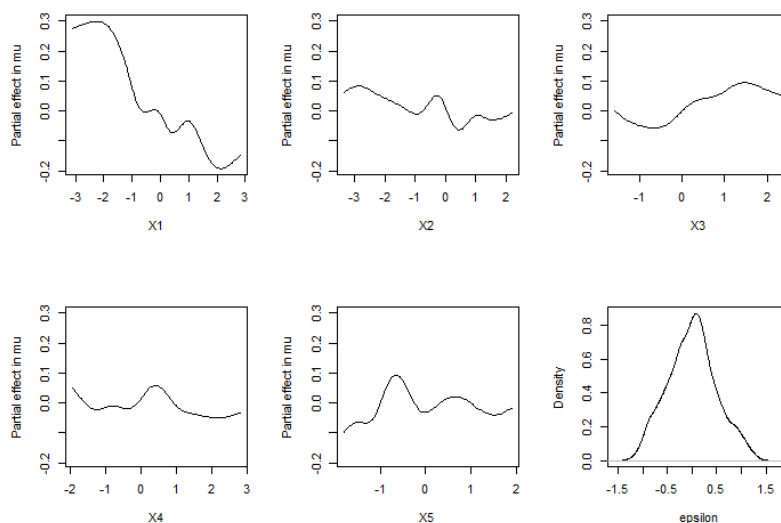 Partial effect in mu
0.3
0.2
0.1
0.0
-0.2
-3 -2 -1 0 1 2 3
X1
Partial effect in mu
0.3
0.2
0.1
0.0
-0.2
-3 -2 -1 0 1 2
X2
Partial effect in mu
0.3
0.2
0.1
0.0
-0.2
-1 0 1 2
X3
Partial effect in mu
0.3
0.2
0.1
0.0
-0.2
-2 -1 0 1 2 3
X4
Partial effect in mu
0.3
0.2
0.1
0.0
-0.2
-1 0 1 2
X5
Density
0.8
0.6
0.4
0.2
0.0
-1.5 -0.5 0.5 1.5
epsilon